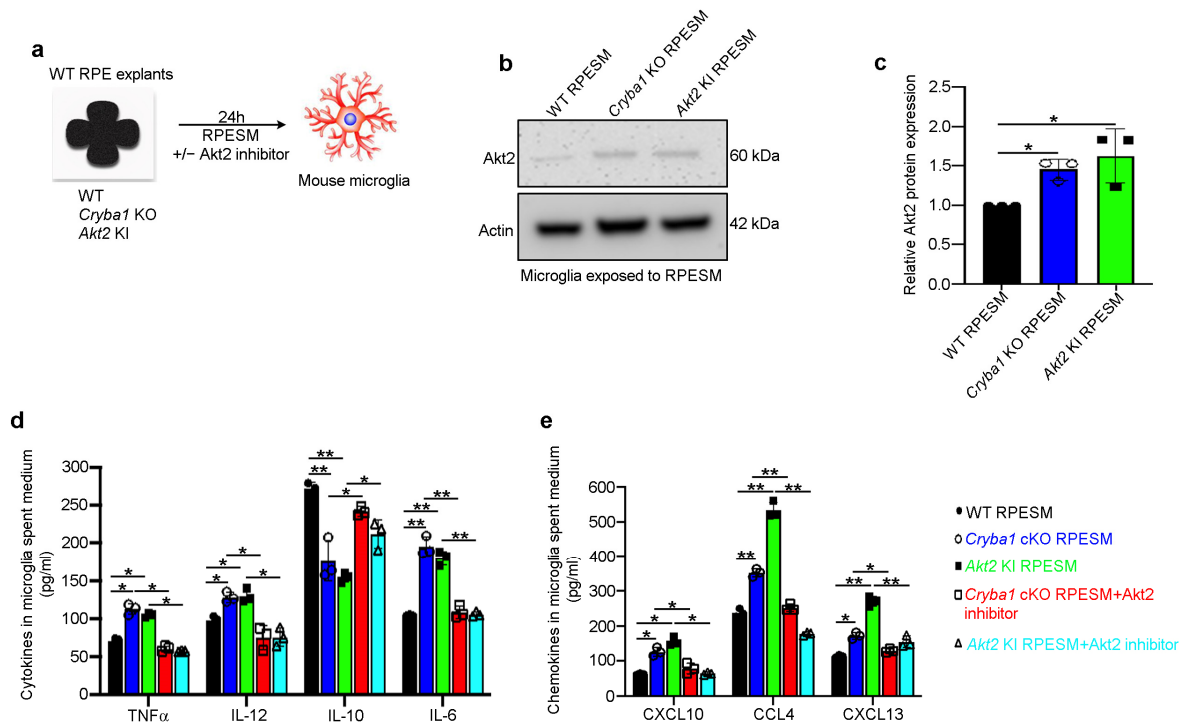 a
WT RPE explants
24h
RPESM
+/− Akt2 inhibitor
Mouse microglia
WT
Cryba1 KO
Akt2 KI
b
WT RPESM
Cryba1 KO RPESM
Akt2 KI RPESM
Akt2
60 kDa
Actin
42 kDa
Microglia exposed to RPESM
c
Relative Akt2 protein expression
2.5
2.0
1.5
1.0
0.5
0.0
*
*
WT RPESM
Cryba1 KO RPESM
Akt2 KI RPESM
d
Cytokines in microglia spent medium
(pg/ml)
300
250
200
150
100
50
0
* * * *
* * * *
** ** * *
** ** ** **
TNFα
IL-12
IL-10
IL-6
e
Chemokines in microglia spent medium
(pg/ml)
600
500
400
300
200
100
0
* * * *
** ** ** **
* ** * **
CXCL10
CCL4
CXCL13
WT RPESM
Cryba1 cKO RPESM
Akt2 KI RPESM
Cryba1 cKO RPESM+Akt2
inhibitor
Akt2 KI RPESM+Akt2 inhibitor